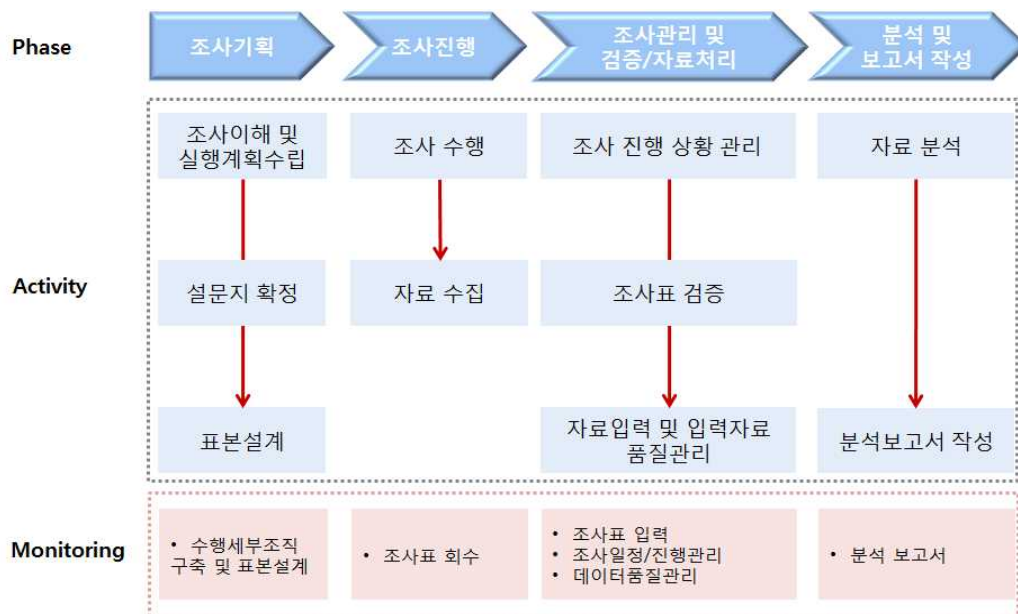 Phase
조사기획
조사진행
조사관리 및
검증/자료처리
분석 및
보고서 작성
Activity
조사이해 및
실행계획수립
조사 수행
조사 진행 상황 관리
자료 분석
설문지 확정
자료 수집
조사표 검증
표본설계
자료입력 및 입력자료
품질관리
분석보고서 작성
Monitoring
• 수행세부조직
구축 및 표본설계
• 조사표 회수
• 조사표 입력
• 조사일정/진행관리
• 데이터품질관리
• 분석 보고서